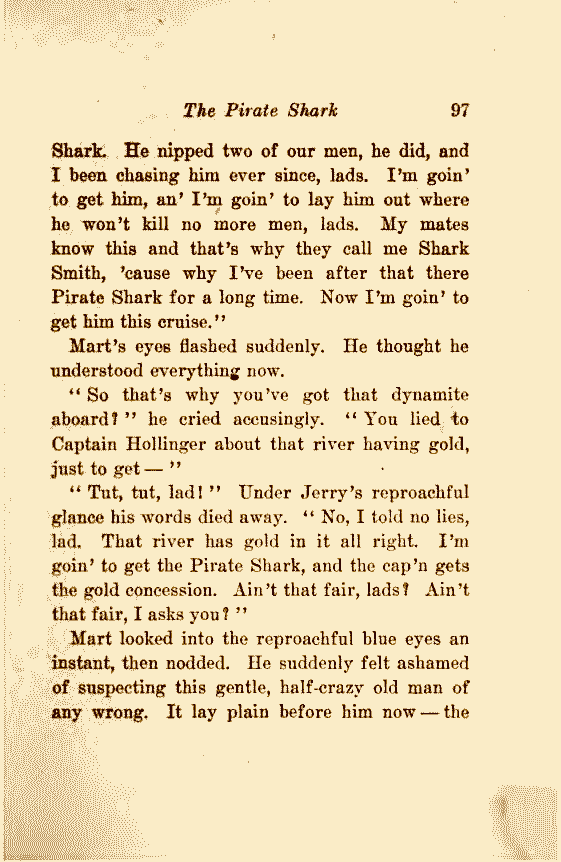 The Pirate Shark 97
Shark. He nipped two of our men, he did, and
I been chasing him ever since, lads. I'm goin'
to get him, an' I'm goin' to lay him out where
he won't kill no more men, lads. My mates
know this and that's why they call me Shark
Smith, 'cause why I've been after that there
Pirate Shark for a long time. Now I'm goin' to
get him this cruise."
Mart's eyes flashed suddenly. He thought he
understood everything now.
"So that's why you've got that dynamite
aboard?" he cried accusingly. "You lied to
Captain Hollinger about that river having gold,
just to get—"
"Tut, tut, lad!" Under Jerry's reproachful
glance his words died away. "No, I told no lies,
lad. That river has gold in it all right. I'm
goin' to get the Pirate Shark, and the cap'n gets
the gold concession. Ain't that fair, lads? Ain't
that fair, I asks you?"
Mart looked into the reproachful blue eyes an
instant, then nodded. He suddenly felt ashamed
of suspecting this gentle, half-crazy old man of
any wrong. It lay plain before him now—the